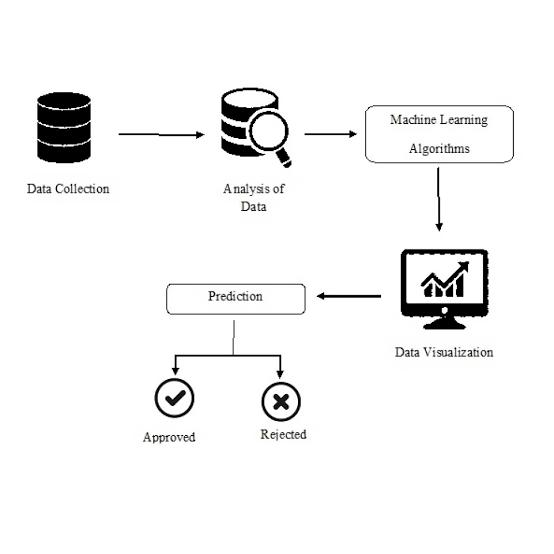 Data Collection
Analysis of
Data
Machine Learning
Algorithms
Data Visualization
Prediction
Approved
Rejected